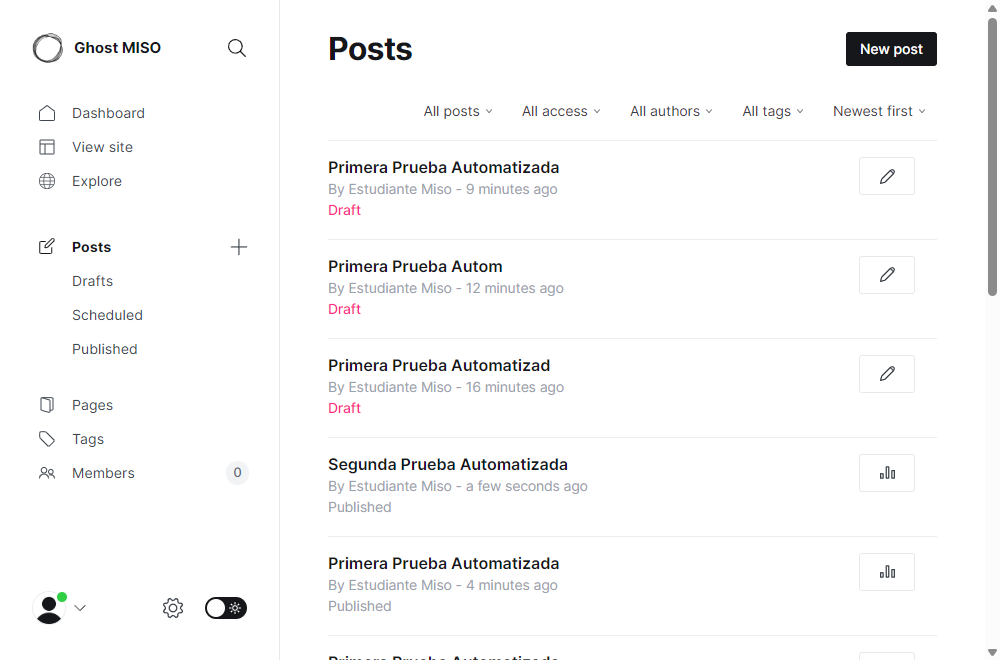 Ghost MISO
Dashboard
View site
Explore
Posts
Drafts
Scheduled
Published
Pages
Tags
Members 0
Posts
New post
All posts All access All authors All tags Newest first
Primera Prueba Automatizada
By Estudiante Miso - 9 minutes ago
Draft
Primera Prueba Autom
By Estudiante Miso - 12 minutes ago
Draft
Primera Prueba Automatizad
By Estudiante Miso - 16 minutes ago
Draft
Segunda Prueba Automatizada
By Estudiante Miso - a few seconds ago
Published
Primera Prueba Automatizada
By Estudiante Miso - 4 minutes ago
Published
Primera Prueba Automatizada